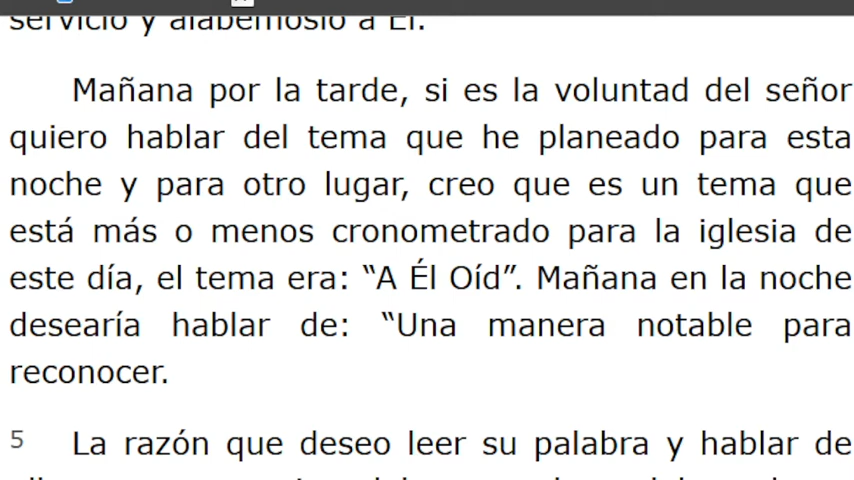 servicio y alabémoslo a Él.
Mañana por la tarde, si es la voluntad del señor
quiero hablar del tema que he planeado para esta
noche y para otro lugar, creo que es un tema que
está más o menos cronometrado para la iglesia de
este día, el tema era: “A Él Oíd”. Mañana en la noche
desearía hablar de: “Una manera notable para
reconocer.
5 La razón que deseo leer su palabra y hablar de